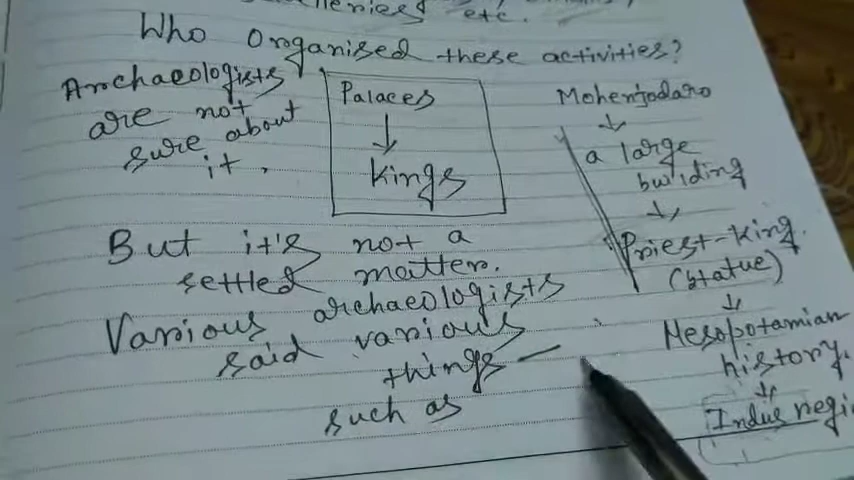 etc.
Who Organised these activities?
Archaeologists
are not
sure about
it.
Palaces
↓
Kings
Mohenjodaro
↓
a large
building
↓
Priest-King.
(statue)
↓
Mesopotamian
history.
↓
Indus regi
But it's not a
settled matter.
Various archaeologists
said various
things —
such as